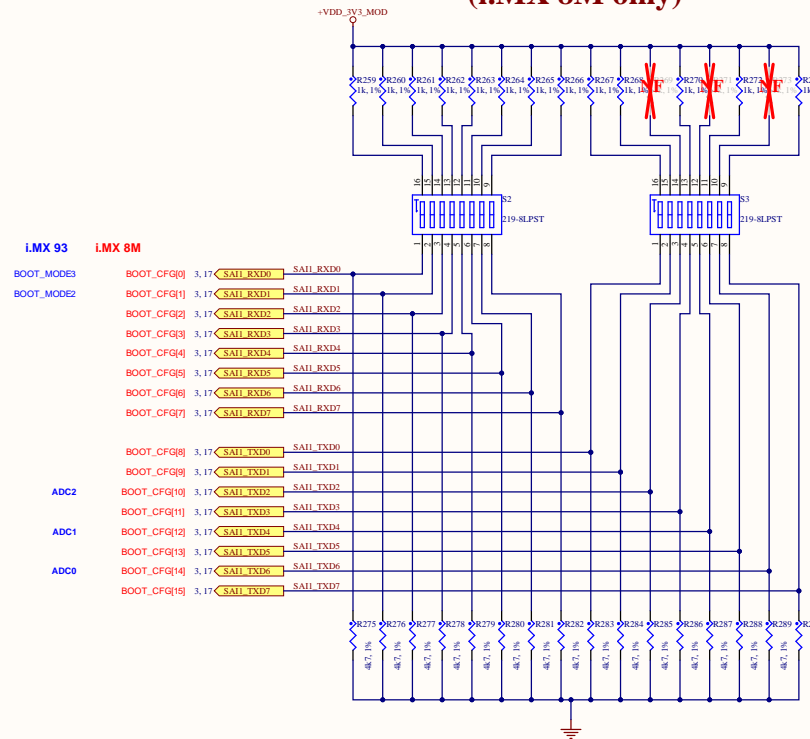 (i.MX 8M only)
+VDD_3V3_MOD
R259 R260 R261 R262 R263 R264 R265 R266 R267 R268 R270 R272
1k, 1% 1k, 1% 1k, 1% 1k, 1% 1k, 1% 1k, 1% 1k, 1% 1k, 1% 1k, 1% 1k, 1% 1k, 1% 1k, 1%
16 15 14 13 12 11 10 9 16 15 14 13 12 11 10 9
S2 S3
219-8LPST 219-8LPST
1 2 3 4 5 6 7 8 1 2 3 4 5 6 7 8
i.MX 93 i.MX 8M
BOOT_MODE3 BOOT_CFG[0] 3, 17 SAI1_RXD0 SAI1_RXD0
BOOT_MODE2 BOOT_CFG[1] 3, 17 SAI1_RXD1 SAI1_RXD1
BOOT_CFG[2] 3, 17 SAI1_RXD2 SAI1_RXD2
BOOT_CFG[3] 3, 17 SAI1_RXD3 SAI1_RXD3
BOOT_CFG[4] 3, 17 SAI1_RXD4 SAI1_RXD4
BOOT_CFG[5] 3, 17 SAI1_RXD5 SAI1_RXD5
BOOT_CFG[6] 3, 17 SAI1_RXD6 SAI1_RXD6
BOOT_CFG[7] 3, 17 SAI1_RXD7 SAI1_RXD7
BOOT_CFG[8] 3, 17 SAI1_TXD0 SAI1_TXD0
BOOT_CFG[9] 3, 17 SAI1_TXD1 SAI1_TXD1
ADC2 BOOT_CFG[10] 3, 17 SAI1_TXD2 SAI1_TXD2
BOOT_CFG[11] 3, 17 SAI1_TXD3 SAI1_TXD3
ADC1 BOOT_CFG[12] 3, 17 SAI1_TXD4 SAI1_TXD4
BOOT_CFG[13] 3, 17 SAI1_TXD5 SAI1_TXD5
ADC0 BOOT_CFG[14] 3, 17 SAI1_TXD6 SAI1_TXD6
BOOT_CFG[15] 3, 17 SAI1_TXD7 SAI1_TXD7
R275 R276 R277 R278 R279 R280 R281 R282 R283 R284 R285 R286 R287 R288 R289
4k7, 1% 4k7, 1% 4k7, 1% 4k7, 1% 4k7, 1% 4k7, 1% 4k7, 1% 4k7, 1% 4k7, 1% 4k7, 1% 4k7, 1% 4k7, 1% 4k7, 1% 4k7, 1% 4k7, 1%